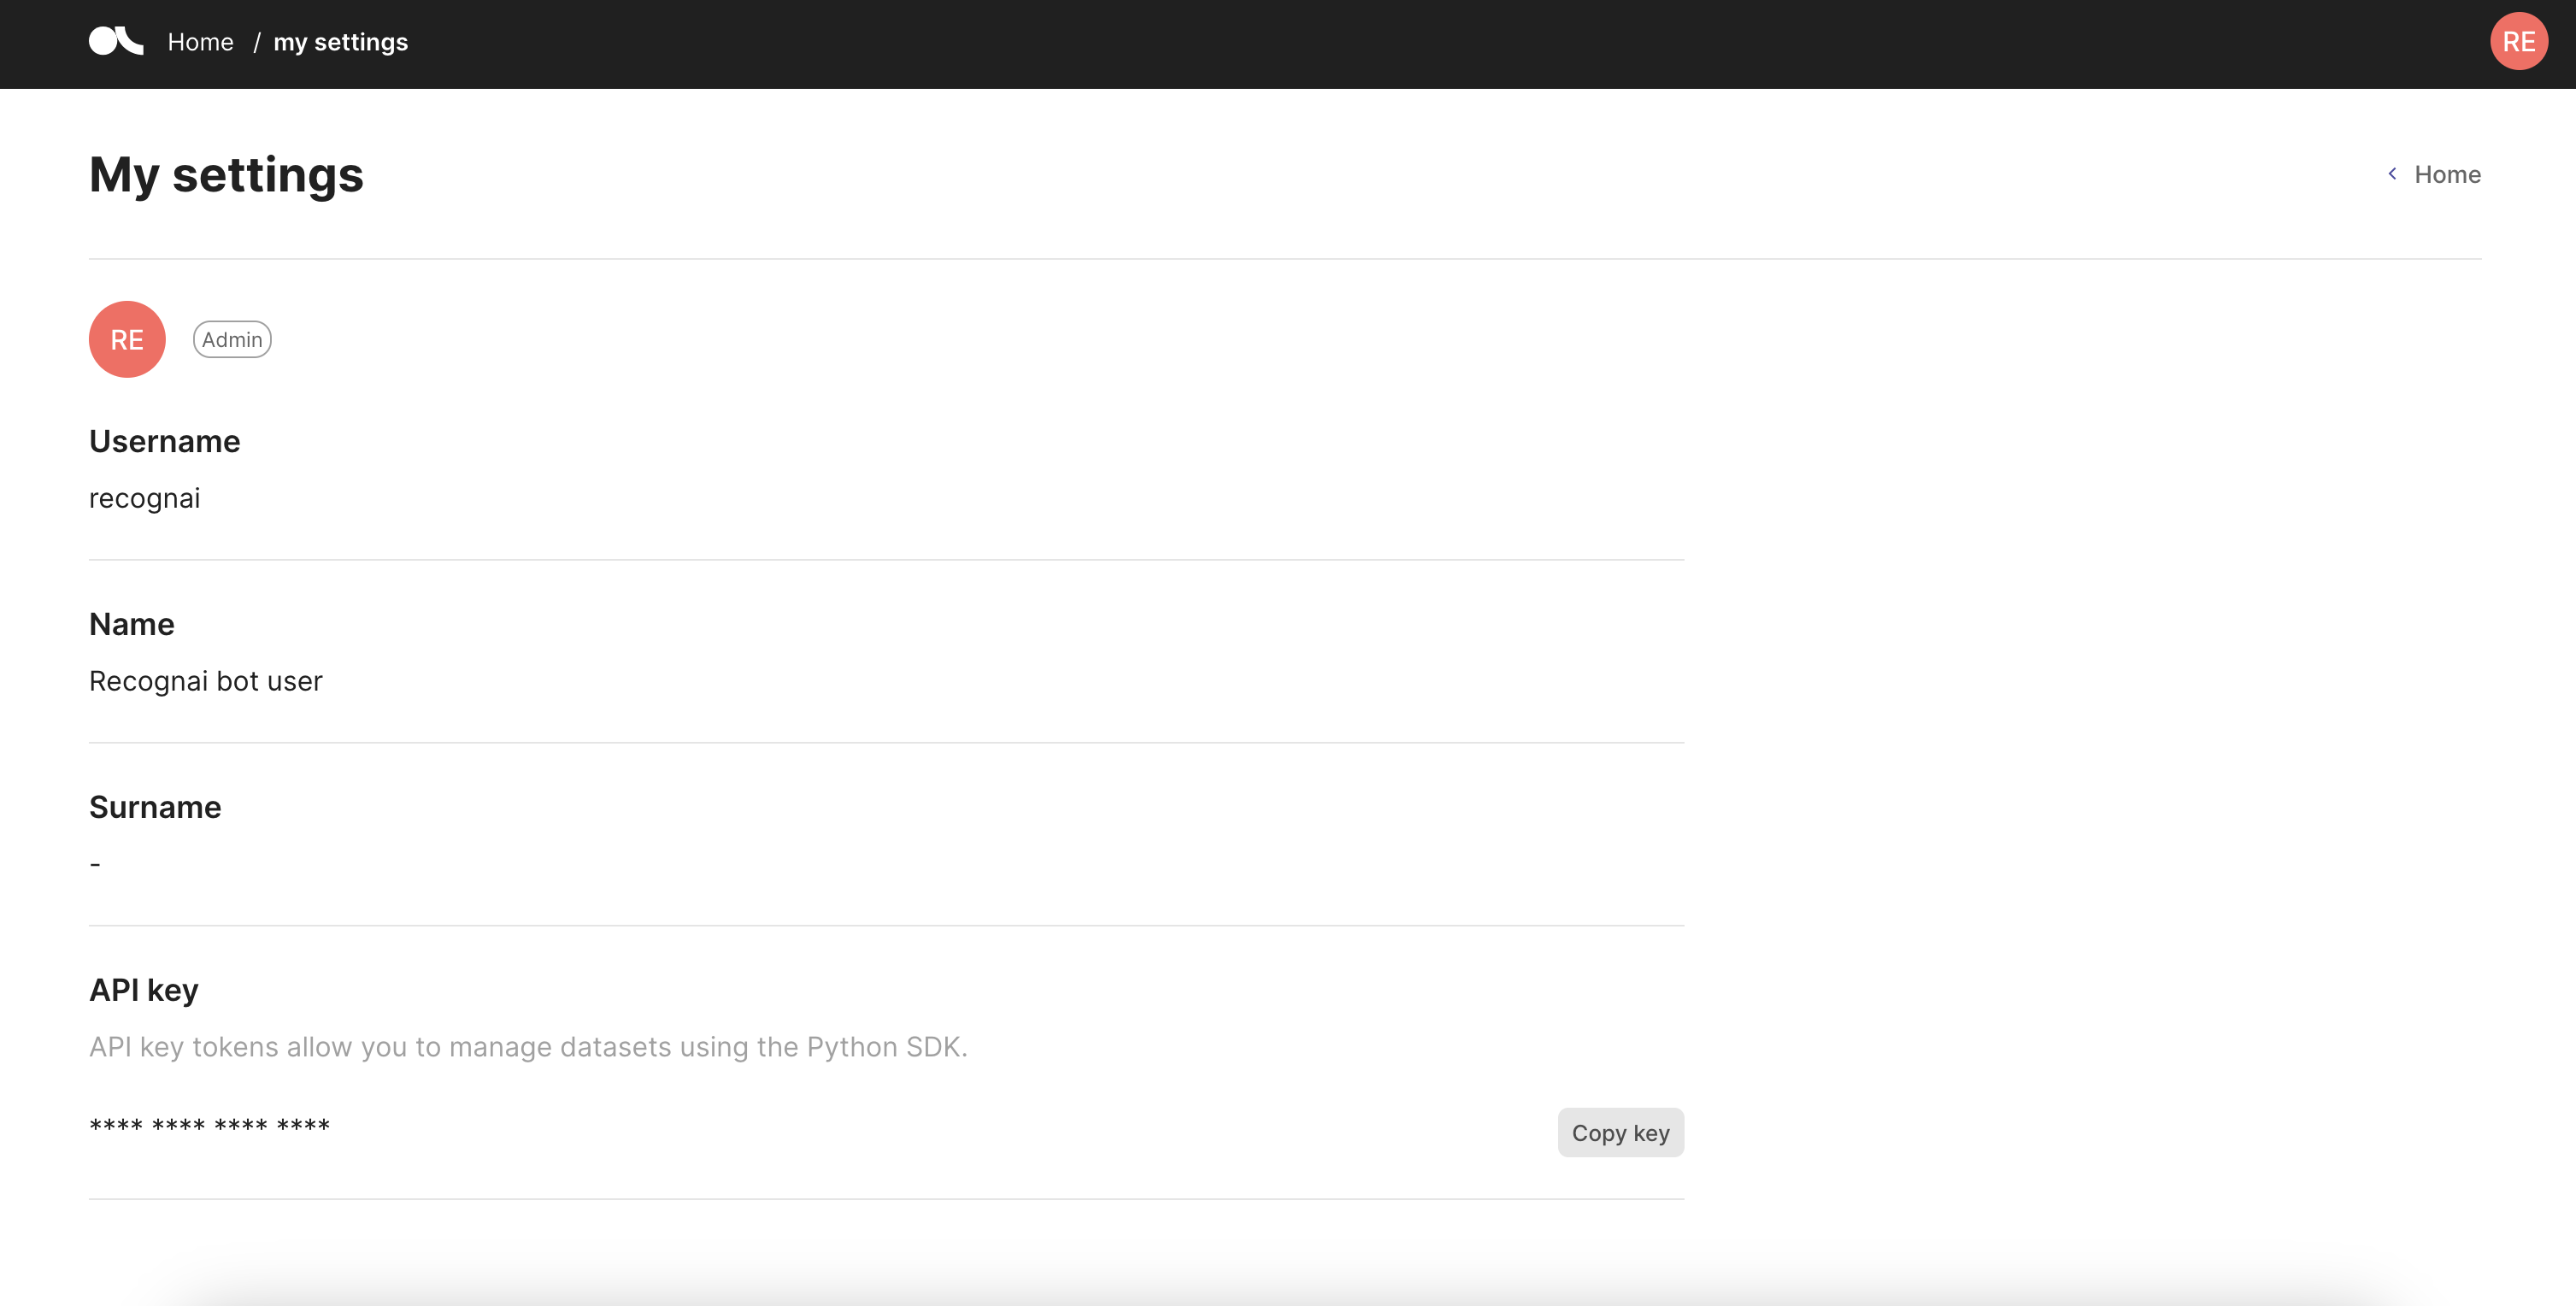 Home / my settings
RE
My settings
Home
RE
Admin
Username
recognai
Name
Recognai bot user
Surname
-
API key
API key tokens allow you to manage datasets using the Python SDK.
**** **** **** ****
Copy key